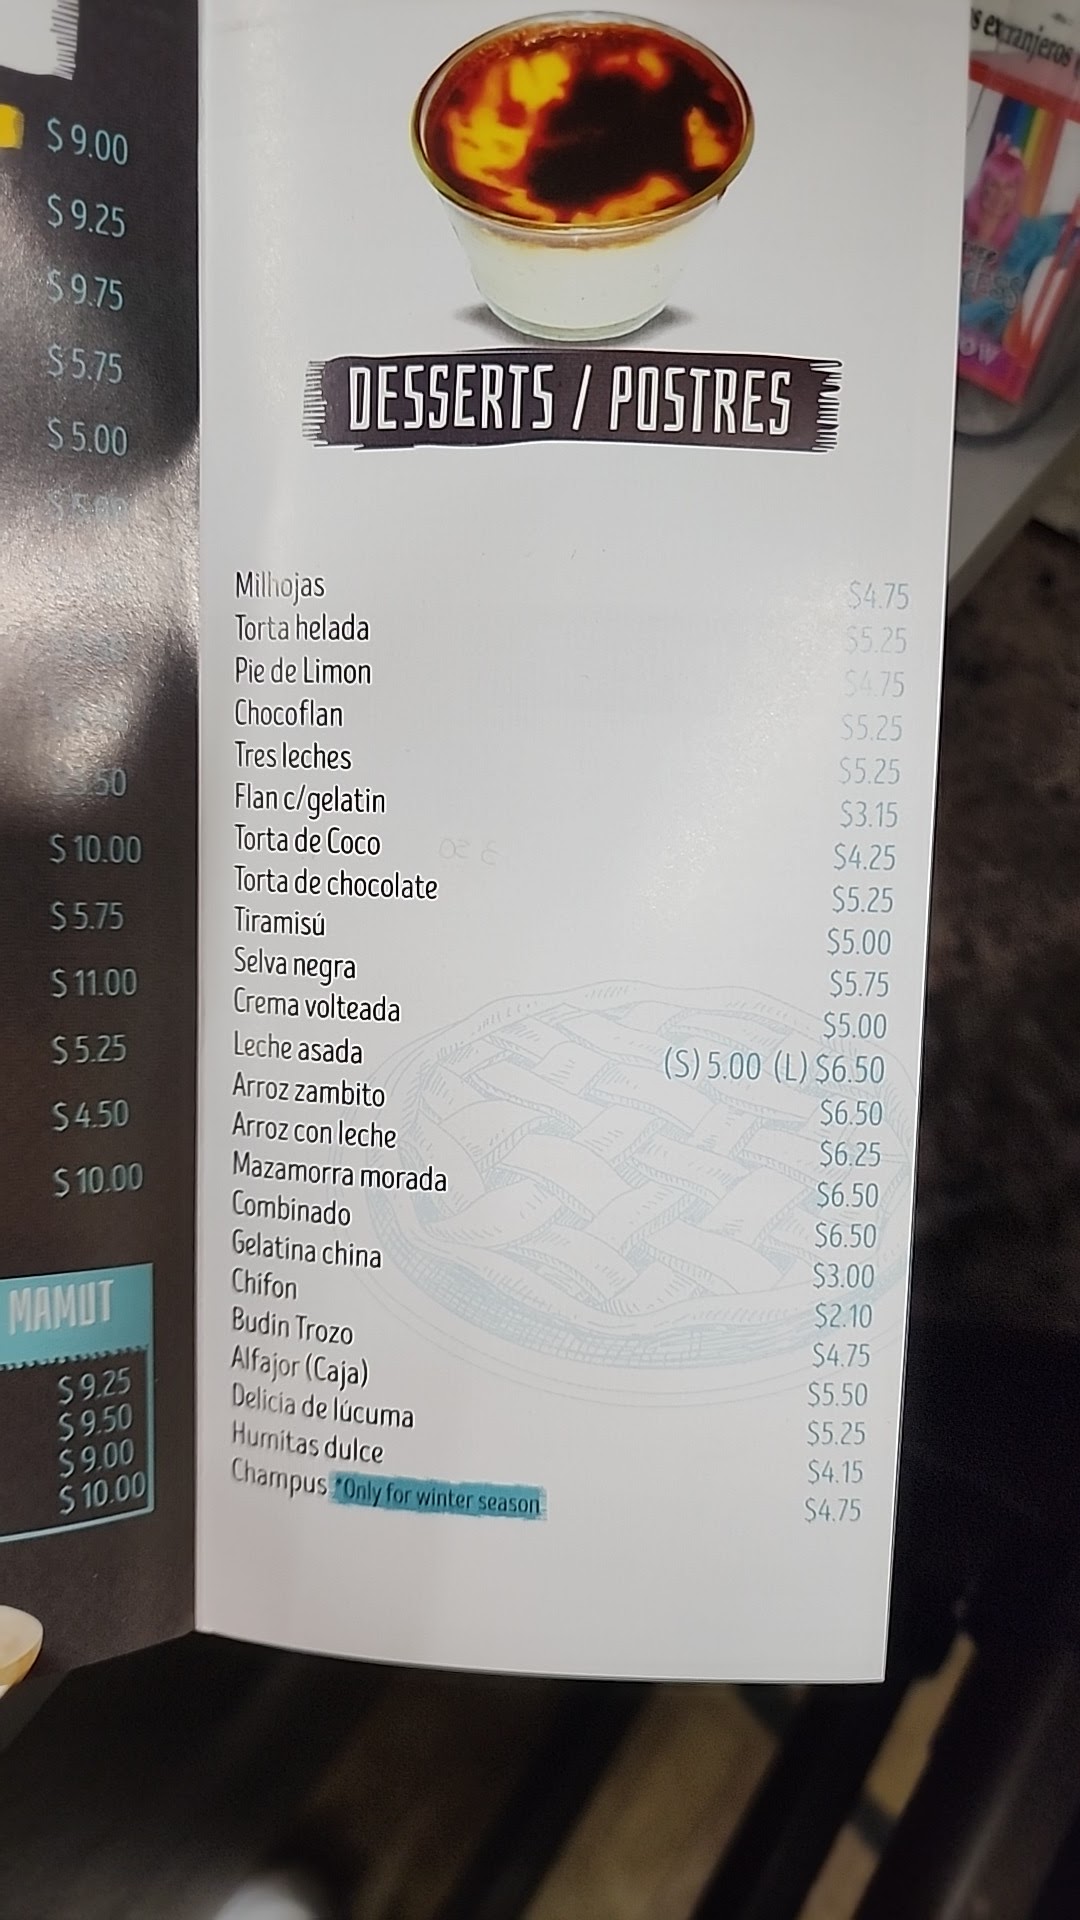 $ 9.00
$ 9.25
$ 9.75
$ 5.75
$ 5.00
.50
$ 10.00
$ 5.75
$ 11.00
$ 5.25
$ 4.50
$ 10.00
MAMUT
$ 9.25
$ 9.50
$ 9.00
$ 10.00
DESSERTS / POSTRES
Milhojas $4.75
Torta helada $5.25
Pie de Limon $4.75
Chocoflan $5.25
Tres leches $5.25
Flan c/gelatin $3.15
Torta de Coco $4.25
Torta de chocolate $5.25
Tiramisú $5.00
Selva negra $5.75
Crema volteada $5.00
Leche asada (S) 5.00 (L) $6.50
Arroz zambito $6.50
Arroz con leche $6.25
Mazamorra morada $6.50
Combinado $6.50
Gelatina china $3.00
Chifon $2.10
Budin Trozo $4.75
Alfajor (Caja) $5.50
Delicia de lúcuma $5.25
Humitas dulce $4.15
Champus *Only for winter season $4.75
s extranjeros